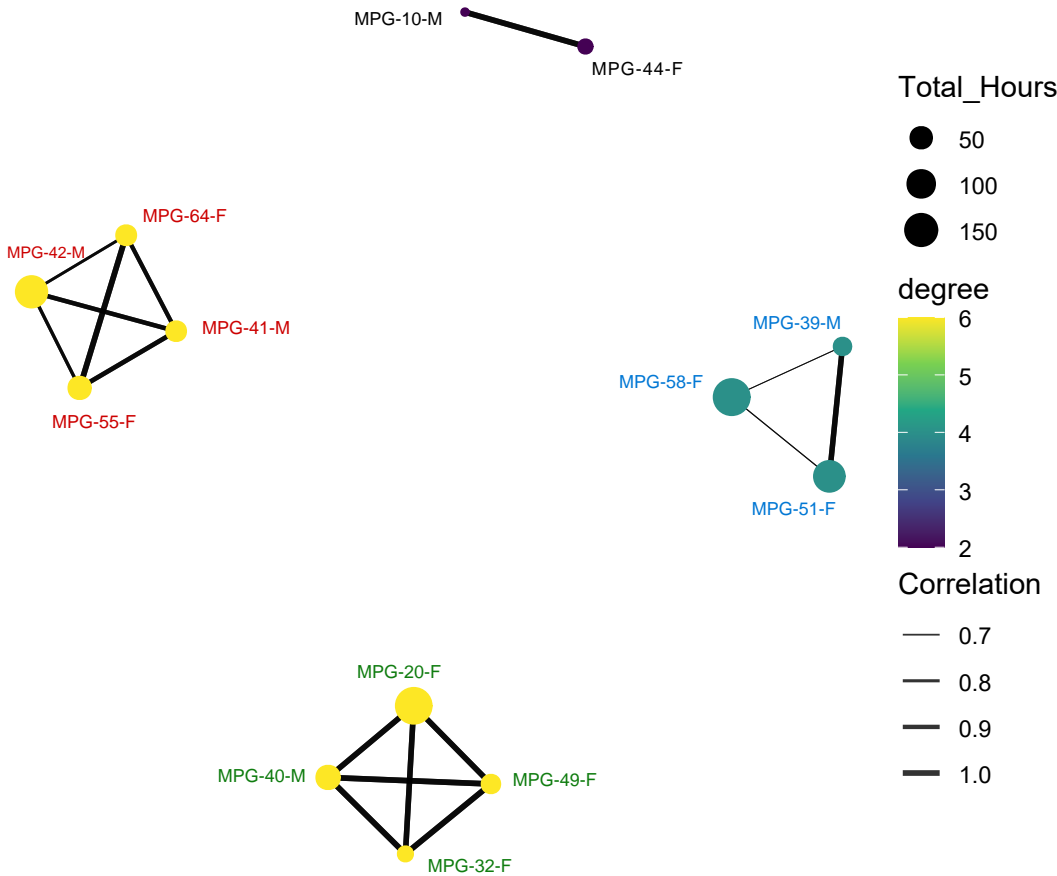 MPG-10-M
MPG-44-F
MPG-64-F
MPG-42-M
MPG-41-M
MPG-55-F
MPG-39-M
MPG-58-F
MPG-51-F
MPG-20-F
MPG-40-M
MPG-49-F
MPG-32-F
Total_Hours
50
100
150
degree
6
5
4
3
2
Correlation
0.7
0.8
0.9
1.0